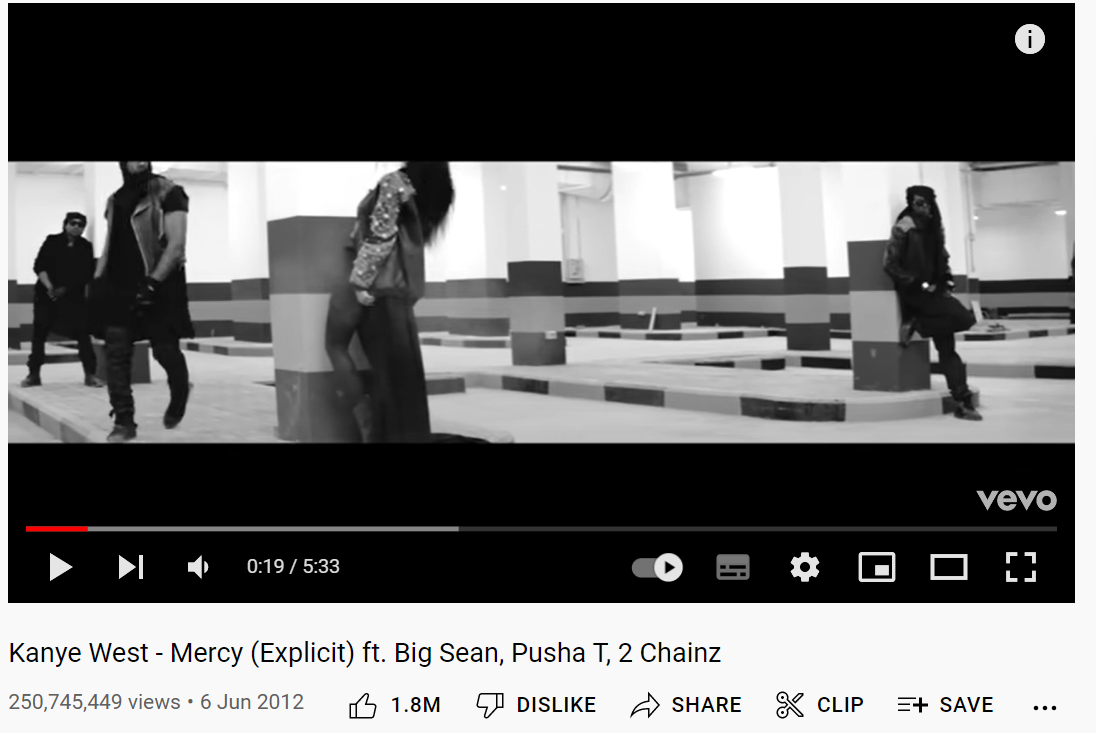 i
vevo
0:19 / 5:33
Kanye West - Mercy (Explicit) ft. Big Sean, Pusha T, 2 Chainz
250,745,449 views • 6 Jun 2012 1.8M DISLIKE SHARE CLIP SAVE ...